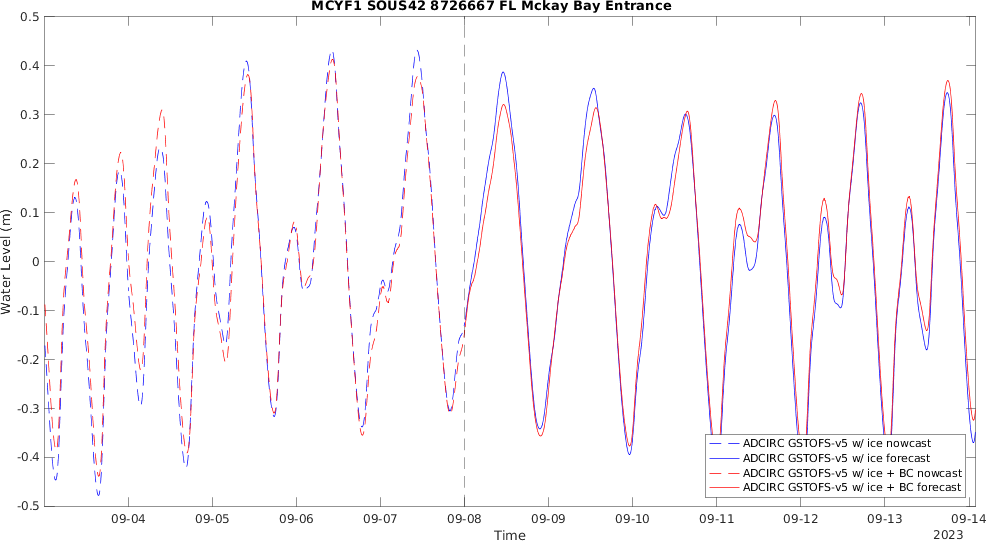 MCYF1 SOUS42 8726667 FL Mckay Bay Entrance
0.5
0.4
0.3
0.2
0.1
0
-0.1
-0.2
-0.3
-0.4
-0.5
Water Level (m)
ADCIRC GSTOFS-v5 w/ ice nowcast
ADCIRC GSTOFS-v5 w/ ice forecast
ADCIRC GSTOFS-v5 w/ ice + BC nowcast
ADCIRC GSTOFS-v5 w/ ice + BC forecast
09-04 09-05 09-06 09-07 09-08 09-09 09-10 09-11 09-12 09-13 09-14
Time
2023